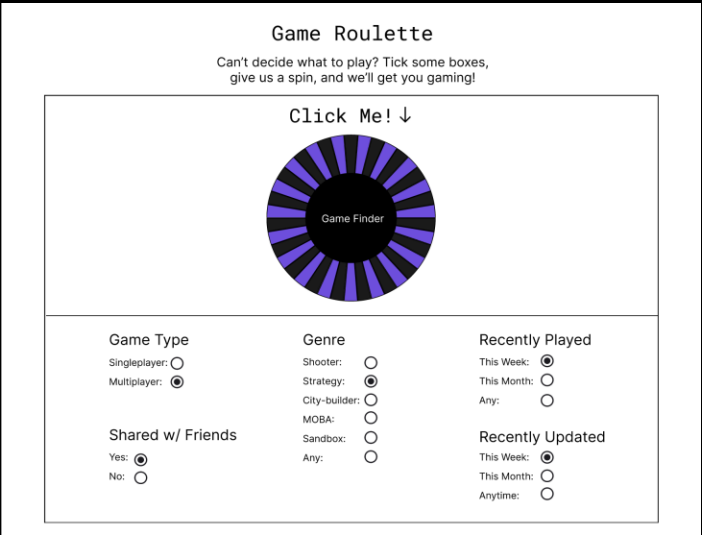 Game Roulette
Can't decide what to play? Tick some boxes,
give us a spin, and we'll get you gaming!
Click Me!↓
Game Finder
Game Type
Singleplayer:
Multiplayer:
Shared w/ Friends
Yes:
No:
Genre
Shooter:
Strategy:
City-builder:
MOBA:
Sandbox:
Any:
Recently Played
This Week:
This Month:
Any:
Recently Updated
This Week:
This Month:
Anytime: